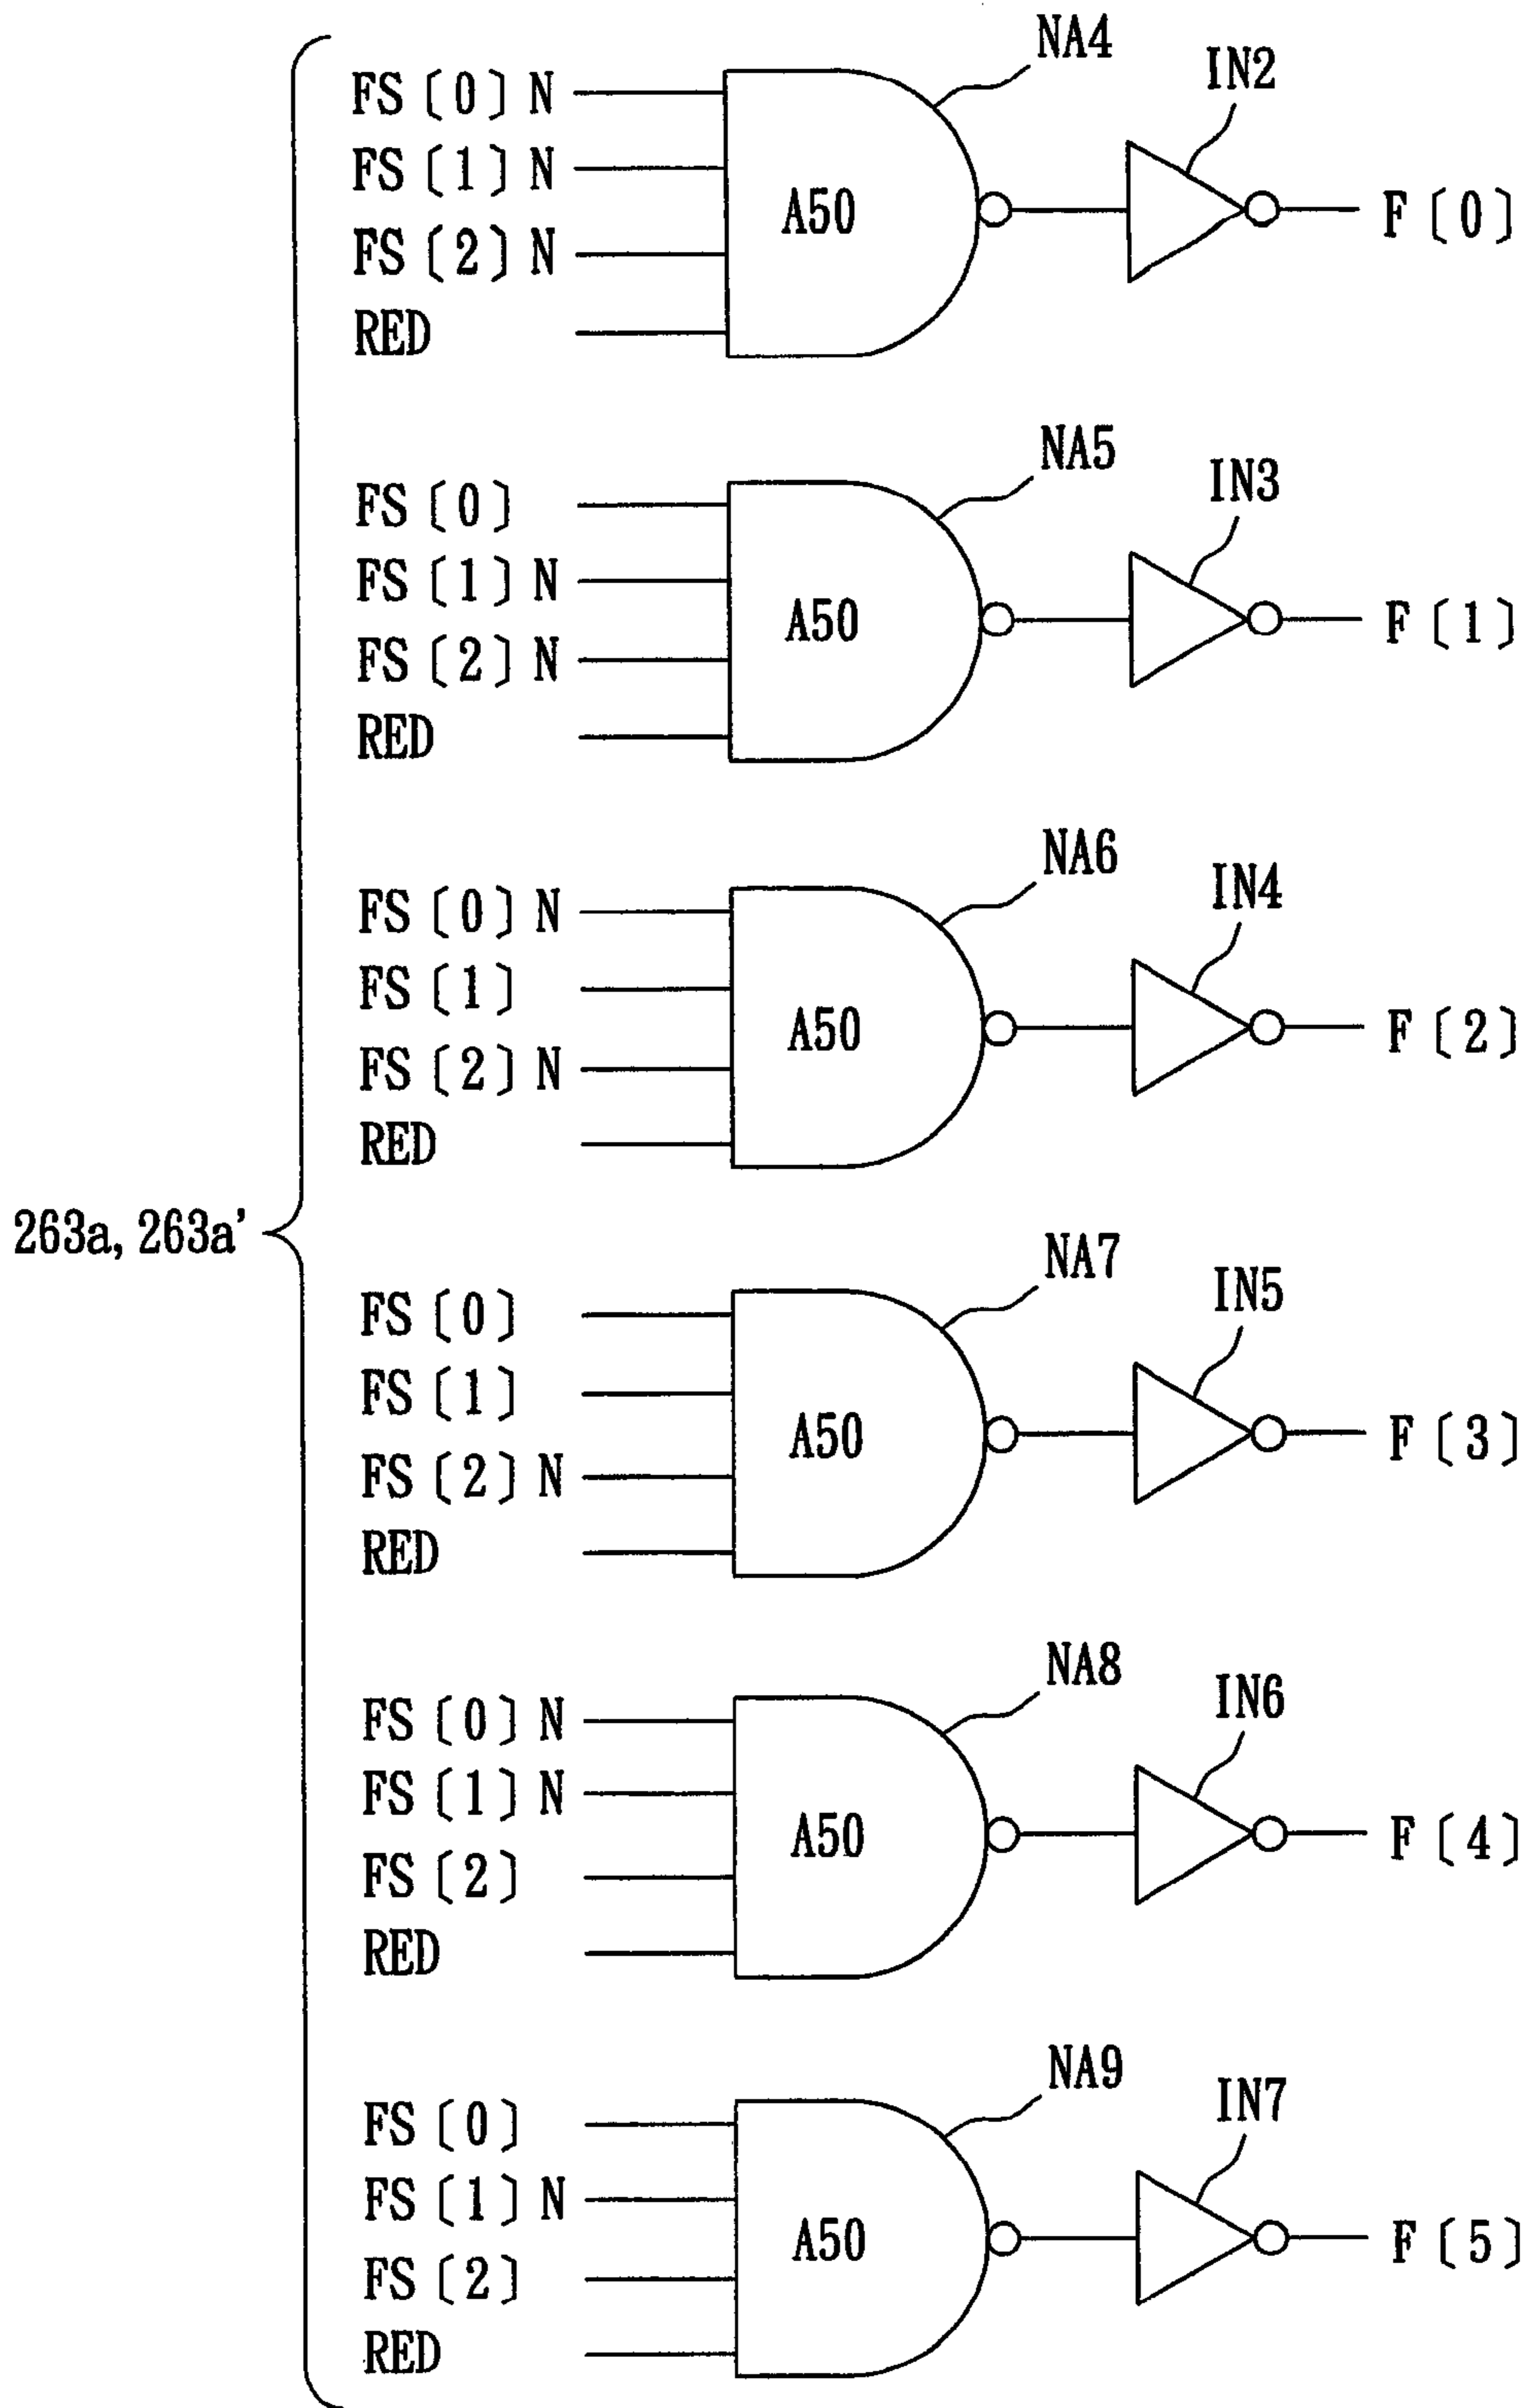 NA4
IN2
FS〔0〕N
FS〔1〕N
FS〔2〕N
RED
A50
F〔0〕
NA5
IN3
FS〔0〕
FS〔1〕N
FS〔2〕N
RED
A50
F〔1〕
NA6
IN4
FS〔0〕N
FS〔1〕
FS〔2〕N
RED
A50
F〔2〕
263a, 263a'
NA7
IN5
FS〔0〕
FS〔1〕
FS〔2〕N
RED
A50
F〔3〕
NA8
IN6
FS〔0〕N
FS〔1〕N
FS〔2〕
RED
A50
F〔4〕
NA9
IN7
FS〔0〕
FS〔1〕N
FS〔2〕
RED
A50
F〔5〕